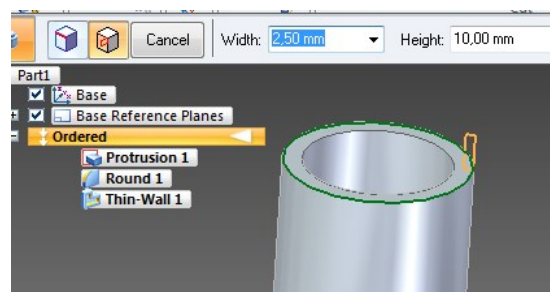 Cancel Width: 2,50 mm Height: 10,00 mm
Part1
Base
Base Reference Planes
Ordered
Protrusion 1
Round 1
Thin-Wall 1